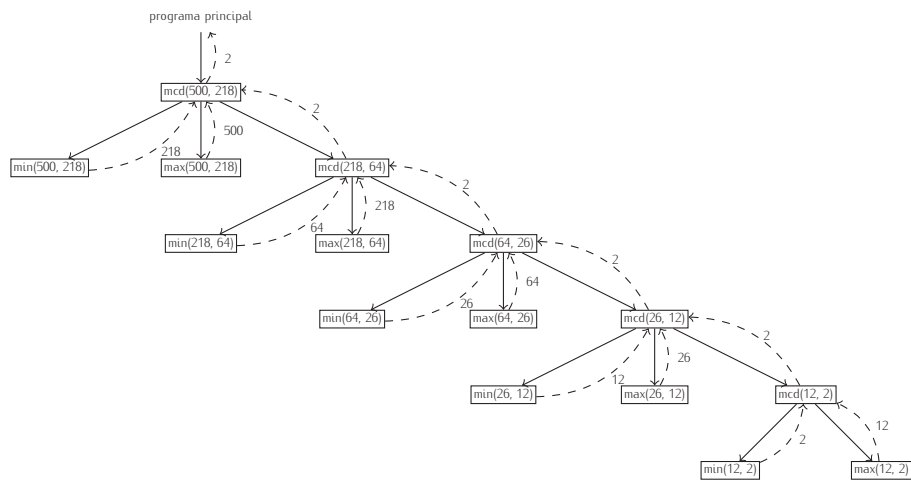 programa principal
2
mcd(500, 218)
2
218
500
min(500, 218)
max(500, 218)
mcd(218, 64)
2
64
218
min(218, 64)
max(218, 64)
mcd(64, 26)
2
26
64
min(64, 26)
max(64, 26)
mcd(26, 12)
2
12
26
min(26, 12)
max(26, 12)
mcd(12, 2)
2
12
min(12, 2)
max(12, 2)